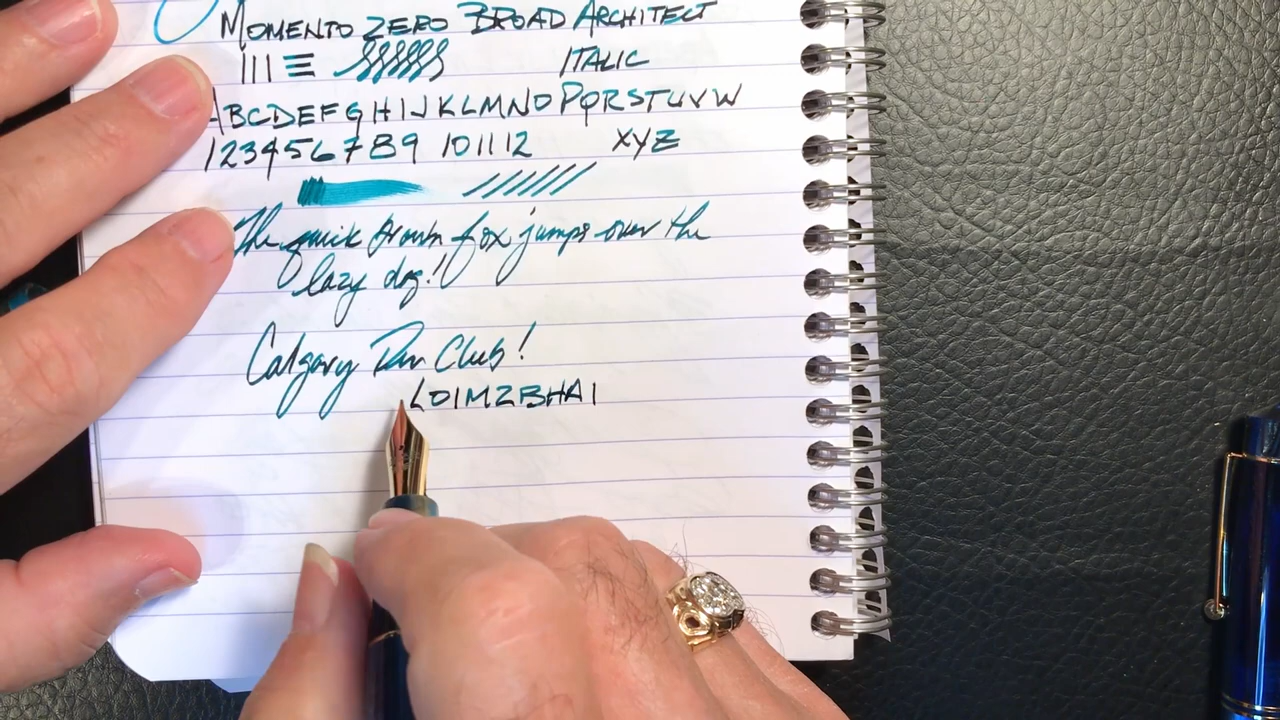 MOMENTO ZERO BROAD ARCHITECT
ITALIC
ABCDEFGHIJKLMNOPQRSTUVW
123456789 10 11 12 XYZ
The quick brown fox jumps over the
lazy dog!
Calgary Pen Club!
LOIMZBHAI